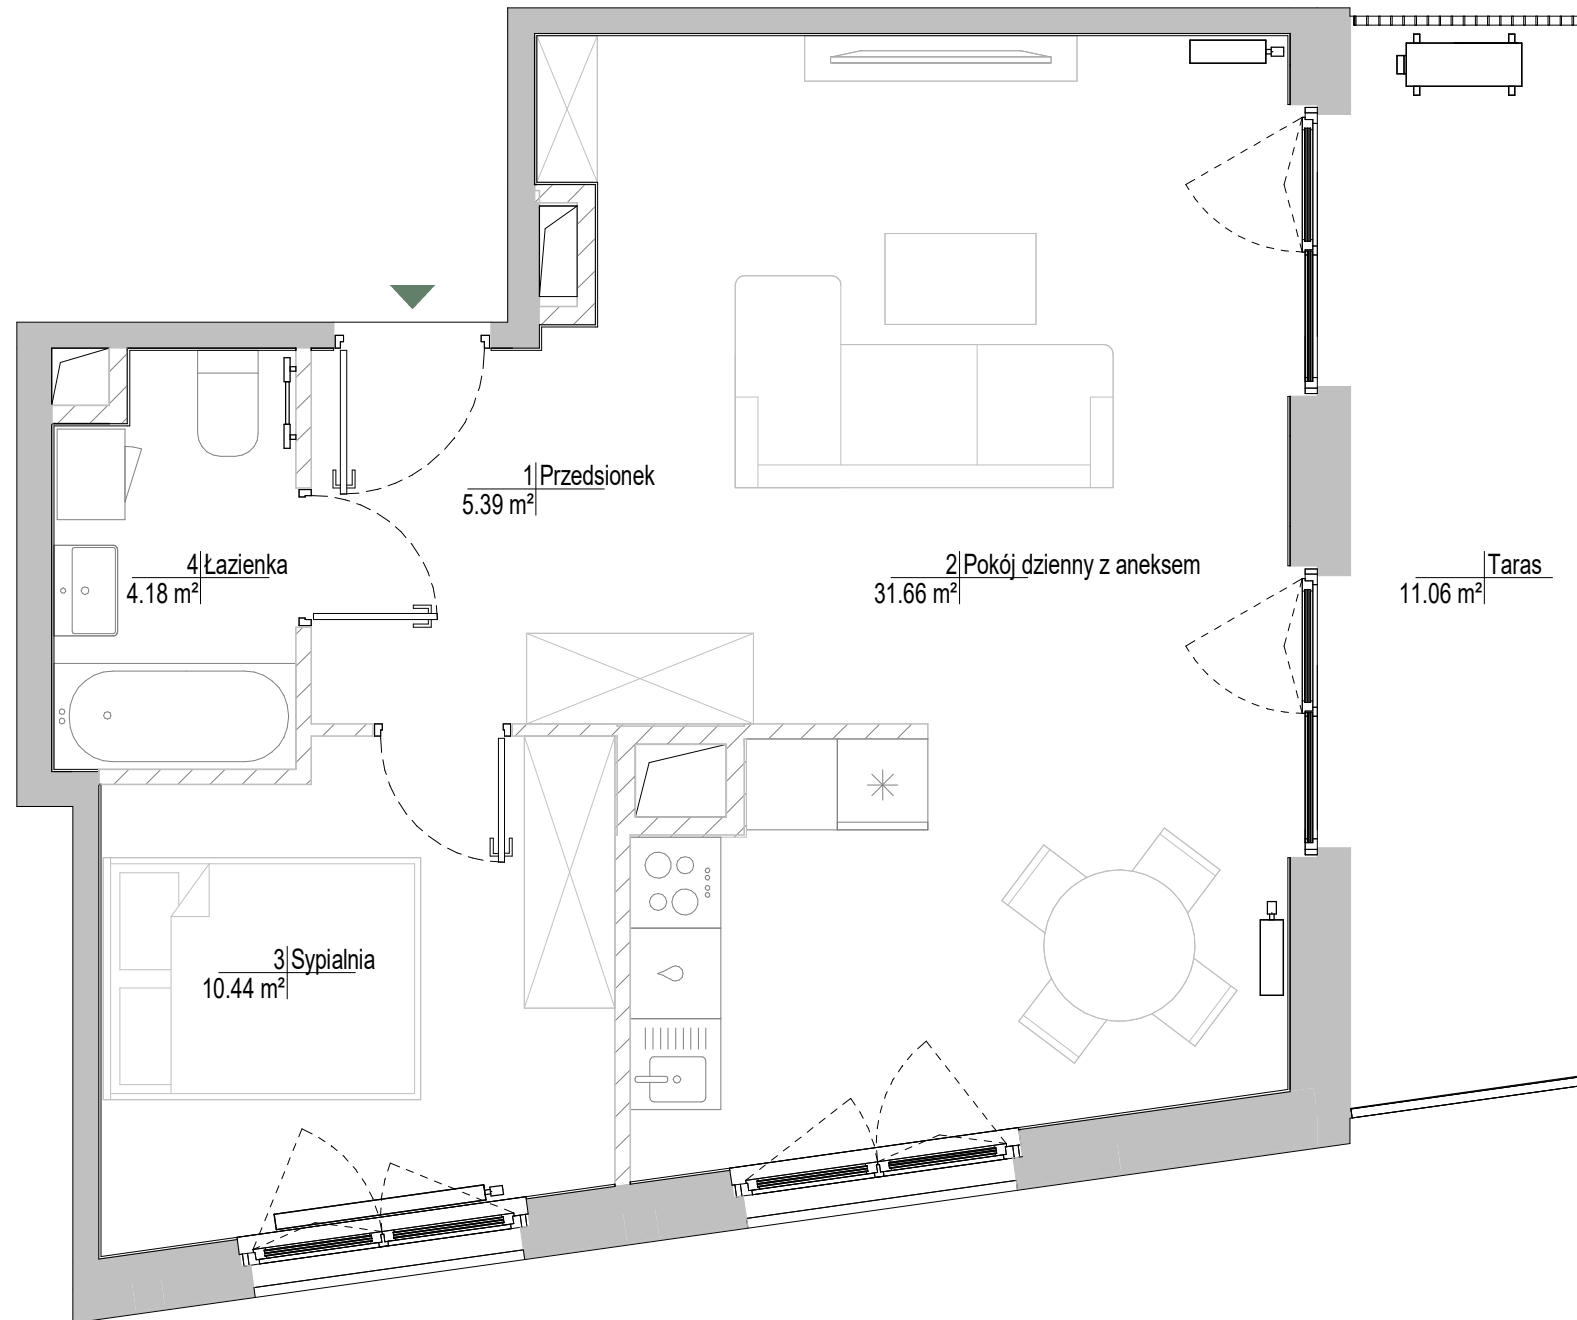 1 Przedsionek
5.39 m²
4 Łazienka
4.18 m²
2 Pokój dzienny z aneksem
31.66 m²
Taras
11.06 m²
3 Sypialnia
10.44 m²